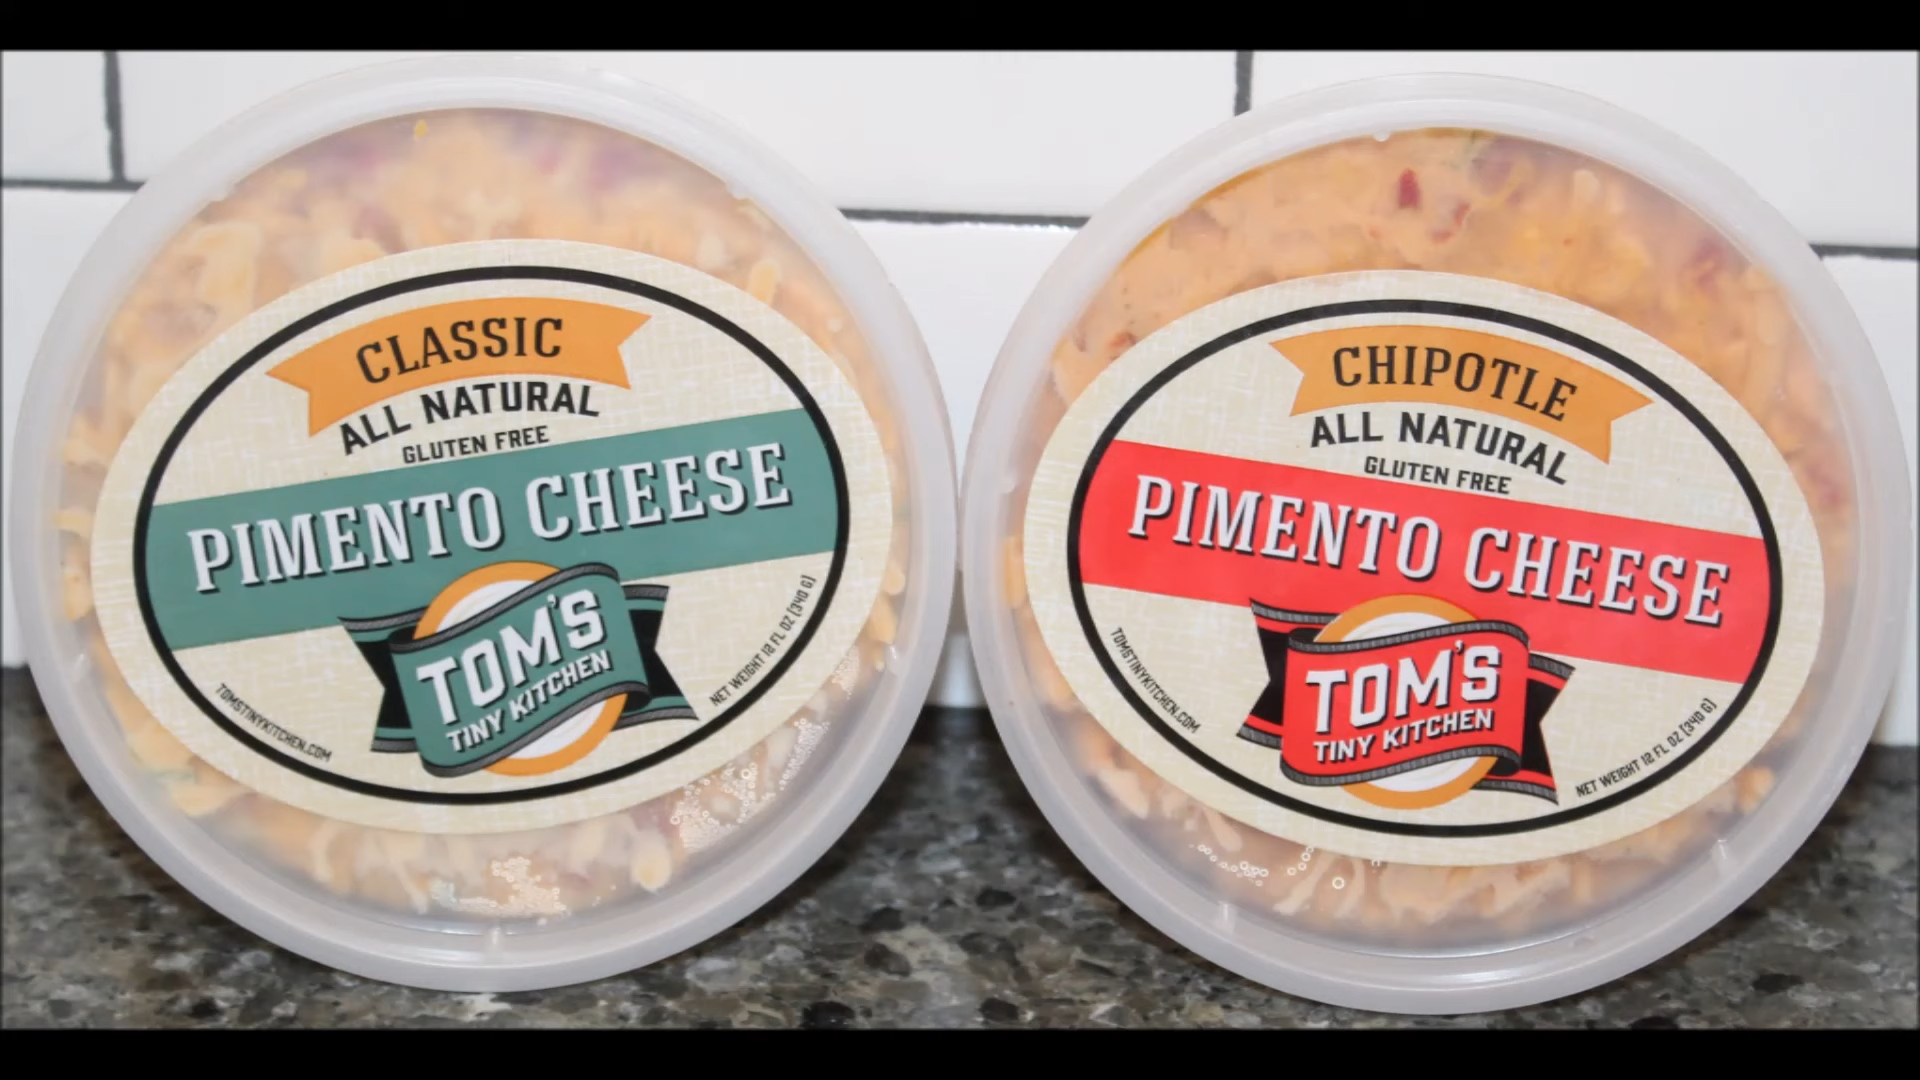 CLASSIC
ALL NATURAL
GLUTEN FREE
PIMENTO CHEESE
TOM'S
TINY KITCHEN
TOMSTINYKITCHEN.COM
NET WEIGHT 12 FL OZ (340 G)
CHIPOTLE
ALL NATURAL
GLUTEN FREE
PIMENTO CHEESE
TOM'S
TINY KITCHEN
TOMSTINYKITCHEN.COM
NET WEIGHT 12 FL OZ (340 G)